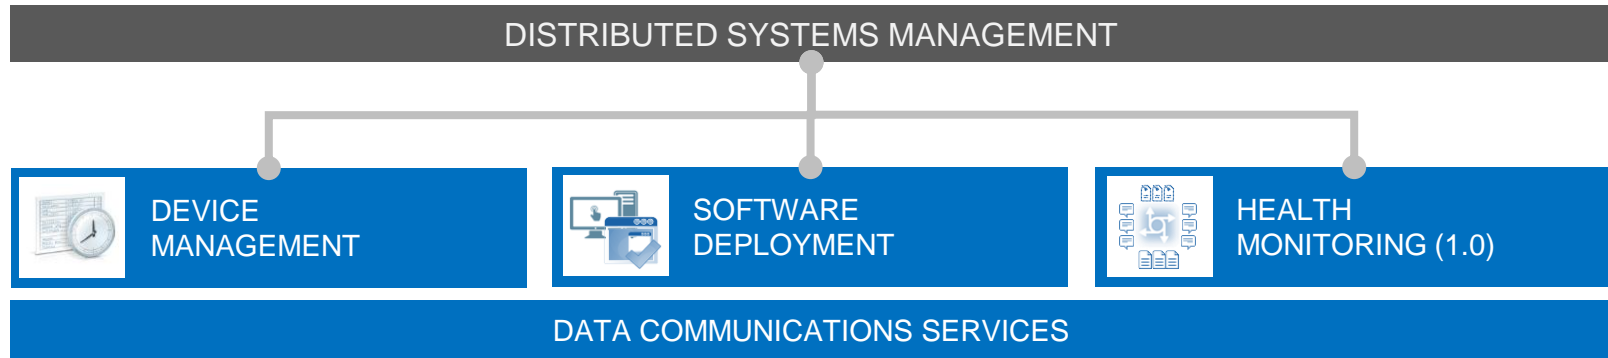 DISTRIBUTED SYSTEMS MANAGEMENT
DEVICE
MANAGEMENT
SOFTWARE
DEPLOYMENT
HEALTH
MONITORING (1.0)
DATA COMMUNICATIONS SERVICES